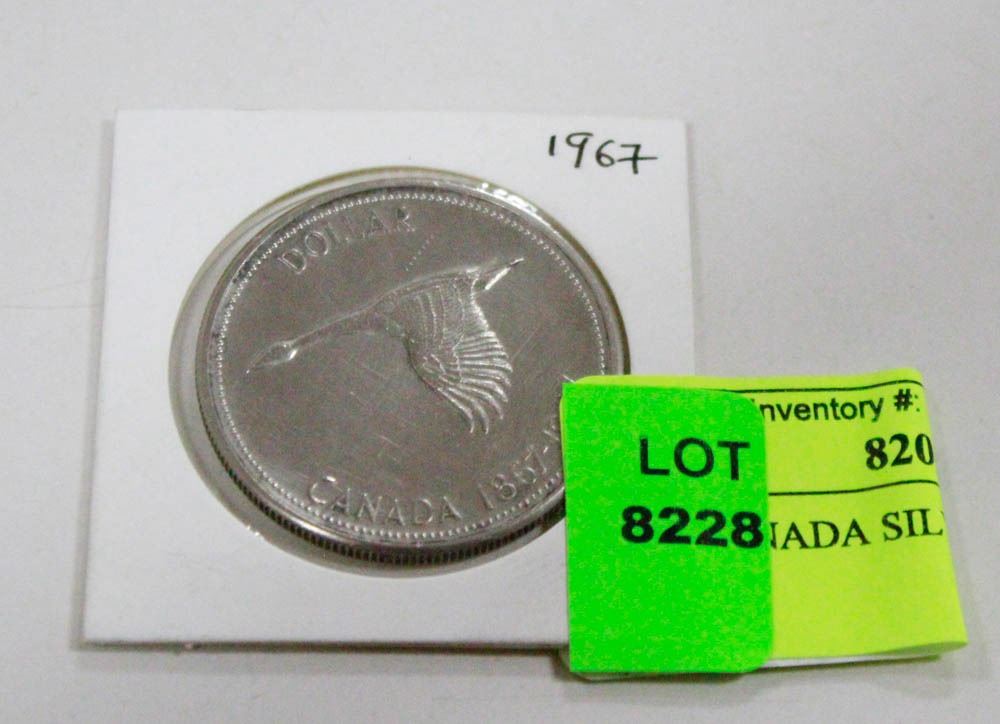 1967
DOLLAR
CANADA 1867-
Inventory #:
820
LOT
8228
NADA SIL